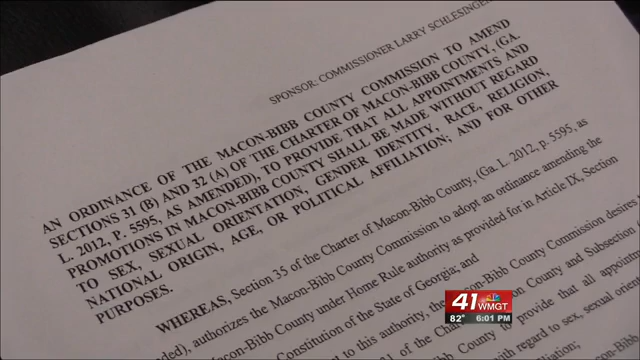 SPONSOR: COMMISSIONER LARRY SCHLESINGER
AN ORDINANCE OF THE MACON-BIBB COUNTY COMMISSION TO AMEND
SECTIONS 31 (B) AND 32 (A) OF THE CHARTER OF MACON-BIBB COUNTY, (GA.
L. 2012, P. 5595, AS AMENDED), TO PROVIDE THAT ALL APPOINTMENTS AND
PROMOTIONS IN MACON-BIBB COUNTY SHALL BE MADE WITHOUT REGARD
TO SEX, SEXUAL ORIENTATION, GENDER IDENTITY, RACE, RELIGION,
NATIONAL ORIGIN, AGE, OR POLITICAL AFFILIATION; AND FOR OTHER
PURPOSES.
WHEREAS, Section 35 of the Charter of Macon-Bibb County, (Ga. L. 2012, p. 5595, as
ded), authorizes the Macon-Bibb County Commission to adopt an ordinance amending the
Macon-Bibb County under Home Rule authority as provided for in Article IX, Section
Constitution of the State of Georgia; and
t to this authority, the Macon-Bibb County Commission desires
31 of the Charter
on County and Subsection
provide that all appoint
h regard to sex, sexual orien
41 WMGT
82° 6:01 PM